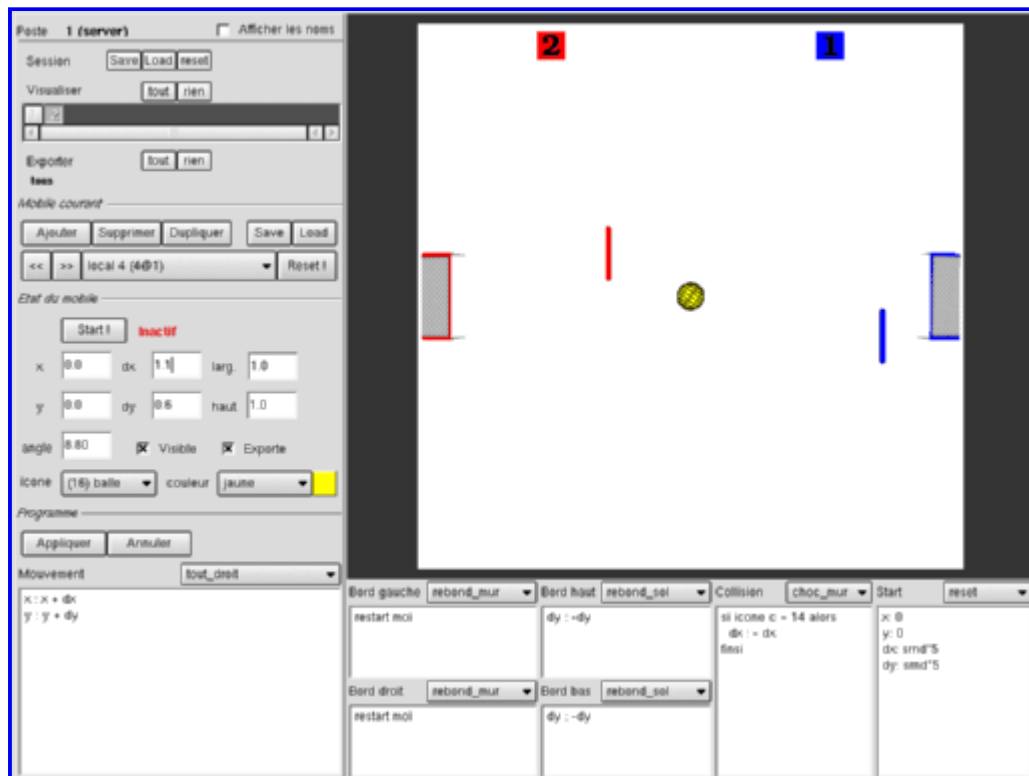 Poste 1 (server) Afficher les noms
Session Save Load reset
Visualiser tout rien
Exporter tout rien
tous
Mobile courant
Ajouter Supprimer Dupliquer Save Load
<< >> local 4 (4@1) Reset !
Etat du mobile
Start ! Inactif
x 0.0 dx 1.1 larg. 1.0
y 0.0 dy 0.6 haut 1.0
angle 8.80 Visible Exporte
icone (16) balle couleur jaune
Programme
Appliquer Annuler
Mouvement tout_droit
x : x + dx
y : y + dy
2 1
Bord gauche rebond_mur Bord haut rebond_sol Collision choc_mur Start reset
restart moi
dy : -dy
si icone c = 14 alors
dx : - dx
finsi
x: 0
y: 0
dx: srnd*5
dy: srnd*5
Bord droit rebond_mur Bord bas rebond_sol
restart moi
dy : -dy